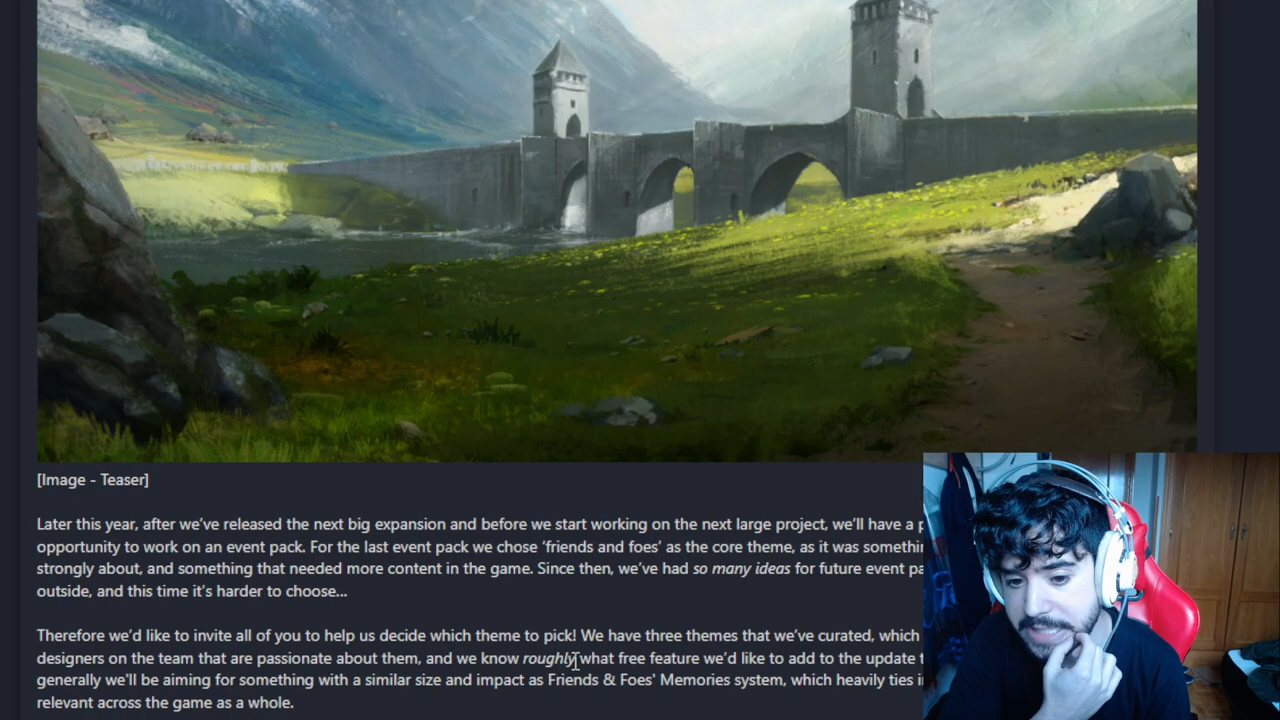 [Image - Teaser]
Later this year, after we've released the next big expansion and before we start working on the next large project, we'll have a
opportunity to work on an event pack. For the last event pack we chose 'friends and foes' as the core theme, as it was
strongly about, and something that needed more content in the game. Since then, we've had so many ideas for future event
outside, and this time it's harder to choose...
Therefore we'd like to invite all of you to help us decide which theme to pick! We have three themes that we've curated, which
designers on the team that are passionate about them, and we know roughly what free feature we'd like to add to the update
generally we'll be aiming for something with a similar size and impact as Friends & Foes' Memories system, which heavily ties
relevant across the game as a whole.